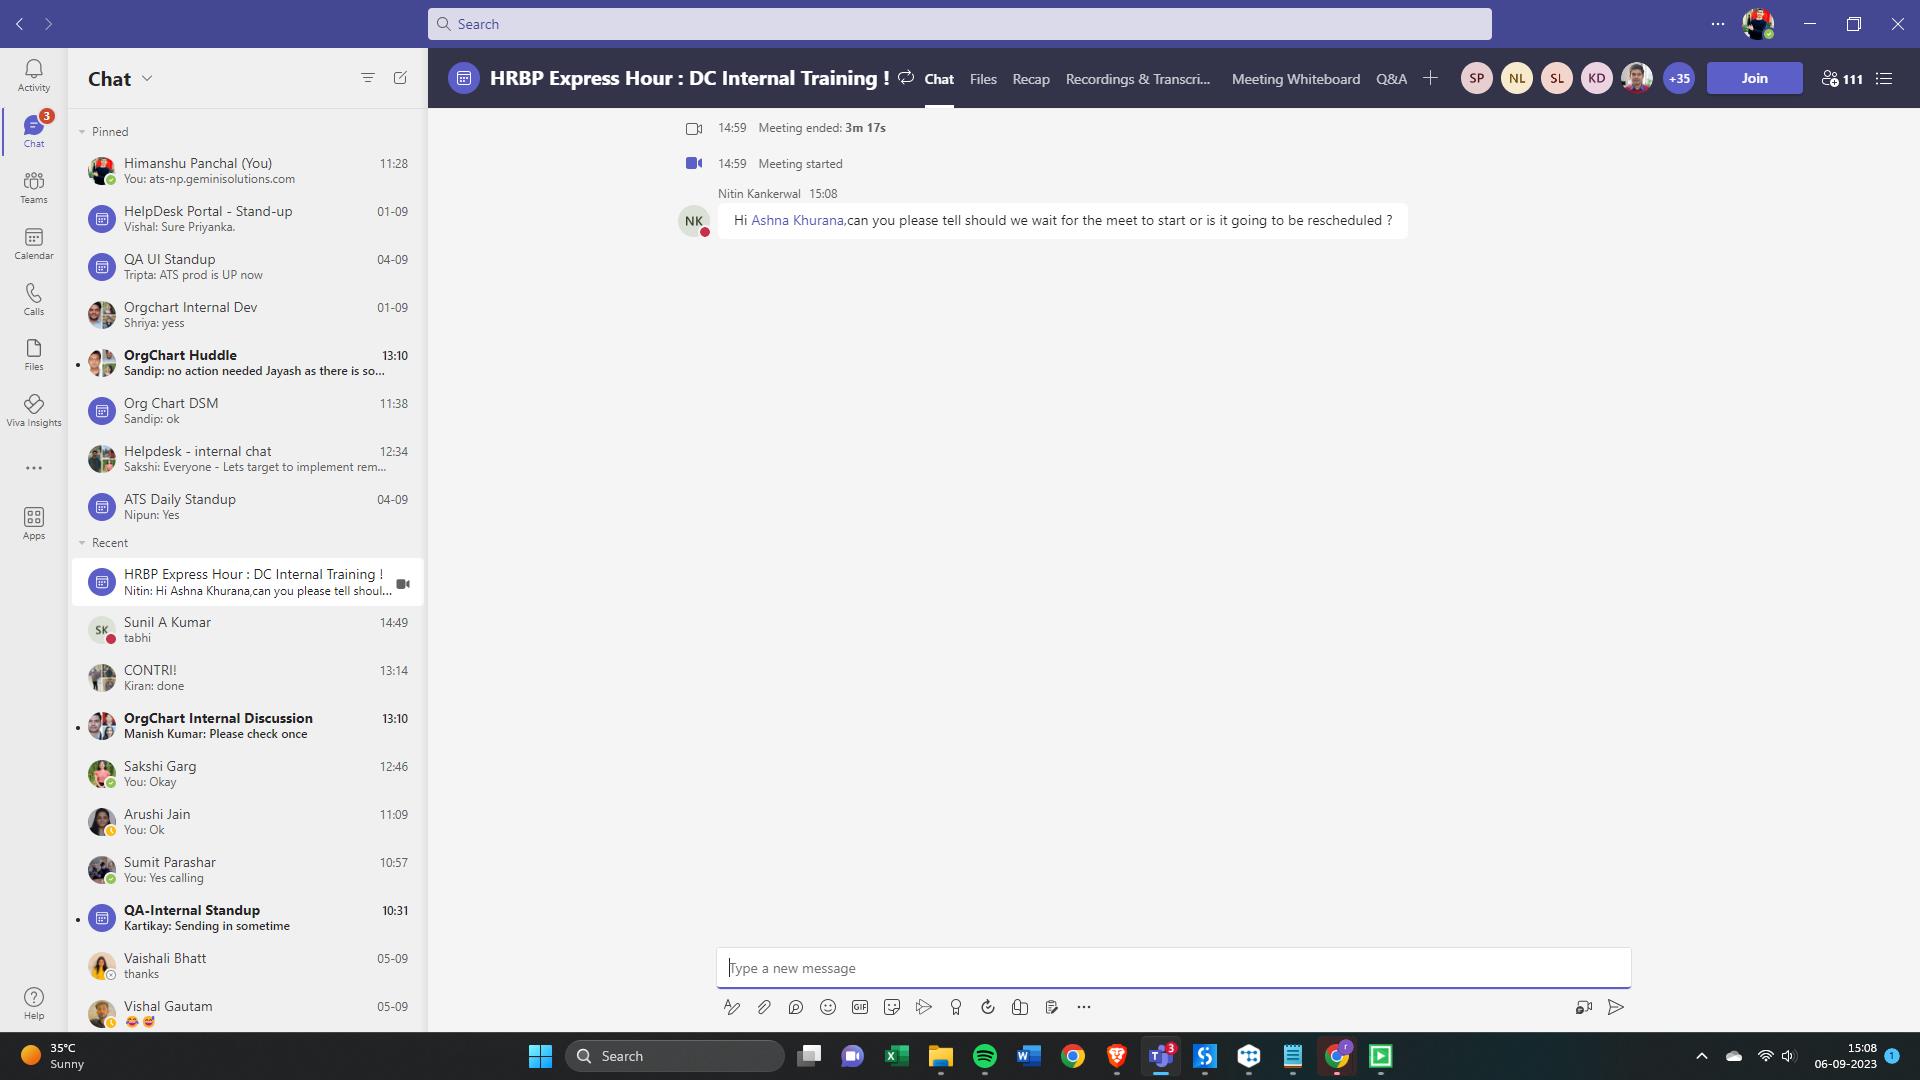 Search
Activity
3
Chat
Teams
Calendar
Calls
Files
Viva Insights
Apps
Help
Chat
Pinned
Himanshu Panchal (You) 11:28
You: ats-np.geminisolutions.com
HelpDesk Portal - Stand-up 01-09
Vishal: Sure Priyanka.
QA UI Standup 04-09
Tripta: ATS prod is UP now
Orgchart Internal Dev 01-09
Shriya: yess
OrgChart Huddle 13:10
Sandip: no action needed Jayash as there is so...
Org Chart DSM 11:38
Sandip: ok
Helpdesk - internal chat 12:34
Sakshi: Everyone - Lets target to implement rem...
ATS Daily Standup 04-09
Nipun: Yes
Recent
HRBP Express Hour : DC Internal Training !
Nitin: Hi Ashna Khurana,can you please tell shoul...
SK
Sunil A Kumar 14:49
tabhi
CONTRI! 13:14
Kiran: done
OrgChart Internal Discussion 13:10
Manish Kumar: Please check once
Sakshi Garg 12:46
You: Okay
Arushi Jain 11:09
You: Ok
Sumit Parashar 10:57
You: Yes calling
QA-Internal Standup 10:31
Kartikay: Sending in sometime
Vaishali Bhatt 05-09
thanks
Vishal Gautam 05-09
😂😅
HRBP Express Hour : DC Internal Training ! Chat Files Recap Recordings & Transcri... Meeting Whiteboard Q&A SP NL SL KD +35 Join 111
14:59 Meeting ended: 3m 17s
14:59 Meeting started
Nitin Kankerwal 15:08
NK
Hi Ashna Khurana,can you please tell should we wait for the meet to start or is it going to be rescheduled ?
Type a new message
GIF
35°C
Sunny
Search
3
r
15:08
06-09-2023
1